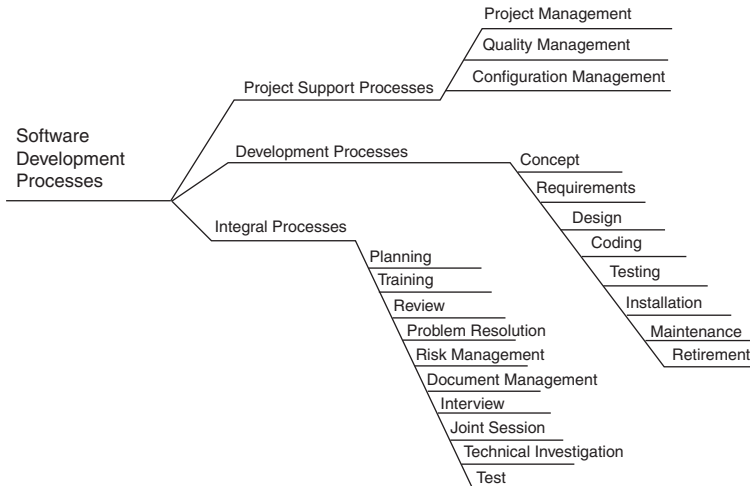 Software
Development
Processes
Project Support Processes
Project Management
Quality Management
Configuration Management
Development Processes
Concept
Requirements
Design
Coding
Testing
Installation
Maintenance
Retirement
Integral Processes
Planning
Training
Review
Problem Resolution
Risk Management
Document Management
Interview
Joint Session
Technical Investigation
Test